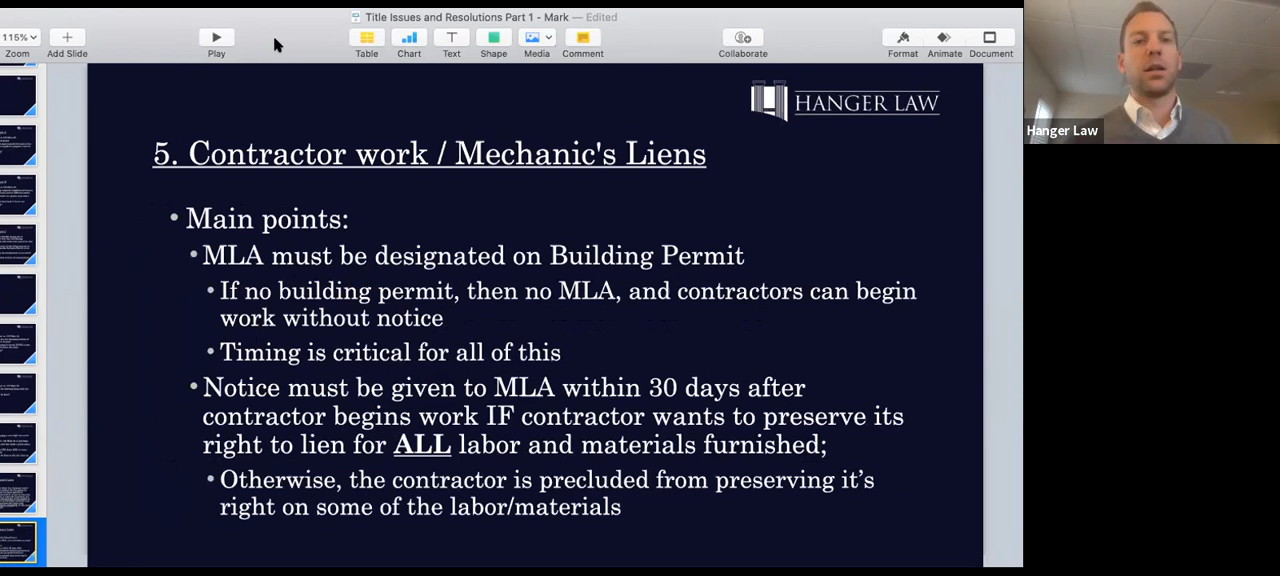 Title Issues and Resolutions Part 1 - Mark — Edited
115%
Zoom
Add Slide
Play
Table
Chart
Text
Shape
Media
Comment
Collaborate
Format
Animate
Document
HANGER LAW
Hanger Law
5. Contractor work / Mechanic's Liens
• Main points:
• MLA must be designated on Building Permit
• If no building permit, then no MLA, and contractors can begin
work without notice
• Timing is critical for all of this
• Notice must be given to MLA within 30 days after
contractor begins work IF contractor wants to preserve its
right to lien for ALL labor and materials furnished;
• Otherwise, the contractor is precluded from preserving it's
right on some of the labor/materials